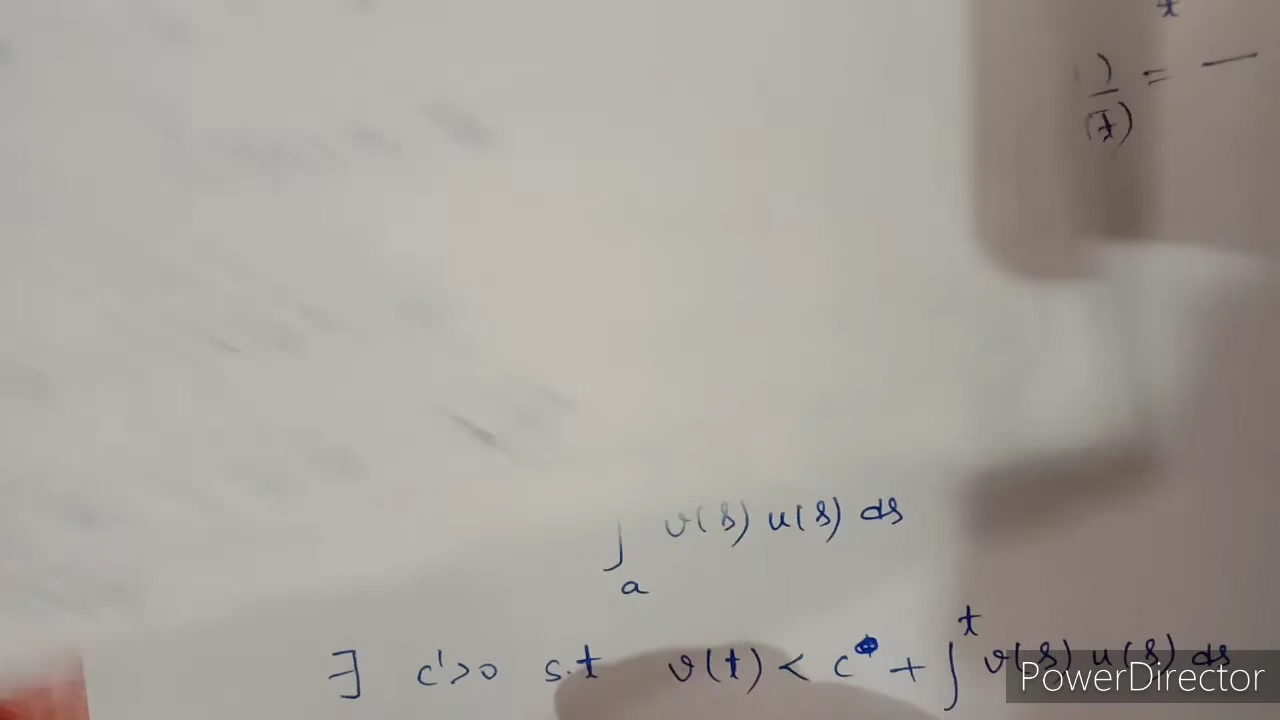 t
) = —
(t)
∫ v(s) u(s) ds
a
t
∃ c'>0 s.t v(t) < c + ∫ v(s) u(s) ds
PowerDirector